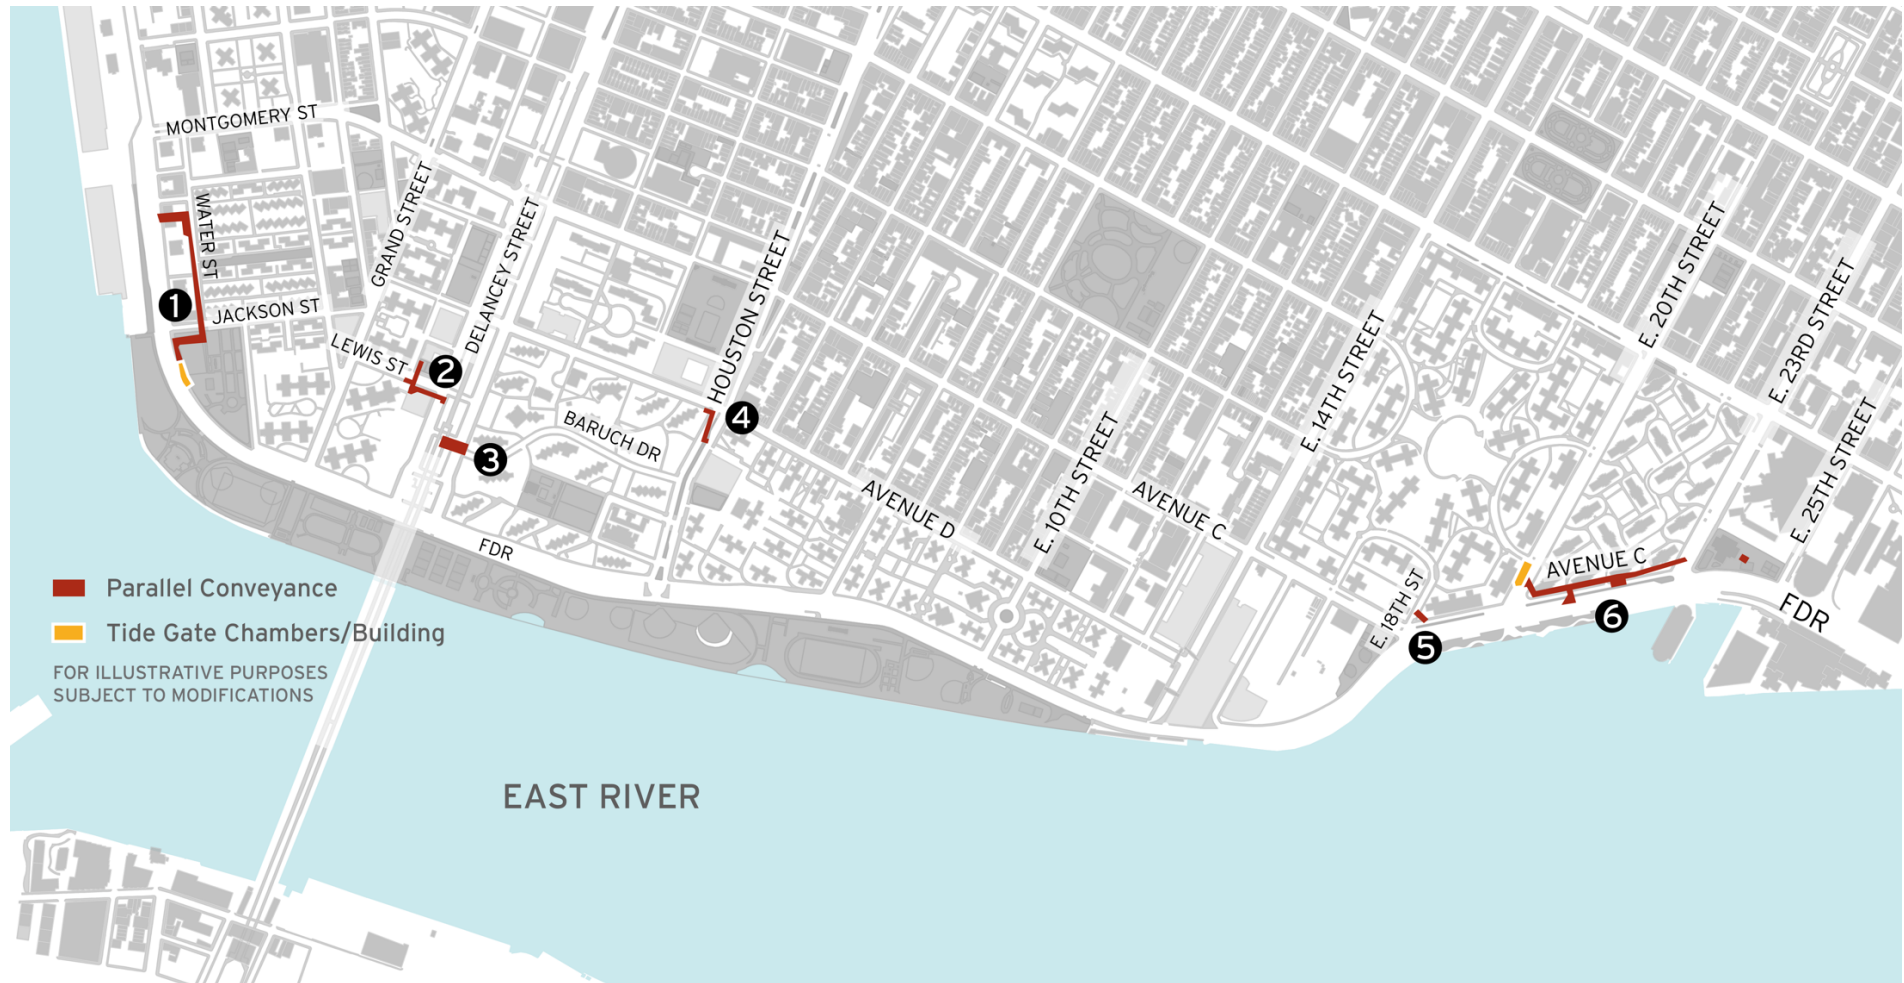 MONTGOMERY ST
WATER ST
GRAND STREET
DELANCEY STREET
HOUSTON STREET
E. 20TH STREET
E. 23RD STREET
1
JACKSON ST
LEWIS ST
2
E. 14TH STREET
4
BARUCH DR
3
E. 10TH STREET
AVENUE C
E. 25TH STREET
AVENUE D
FDR
E. 18TH ST
AVENUE C
5
6
FDR
Parallel Conveyance
Tide Gate Chambers/Building
FOR ILLUSTRATIVE PURPOSES
SUBJECT TO MODIFICATIONS
EAST RIVER